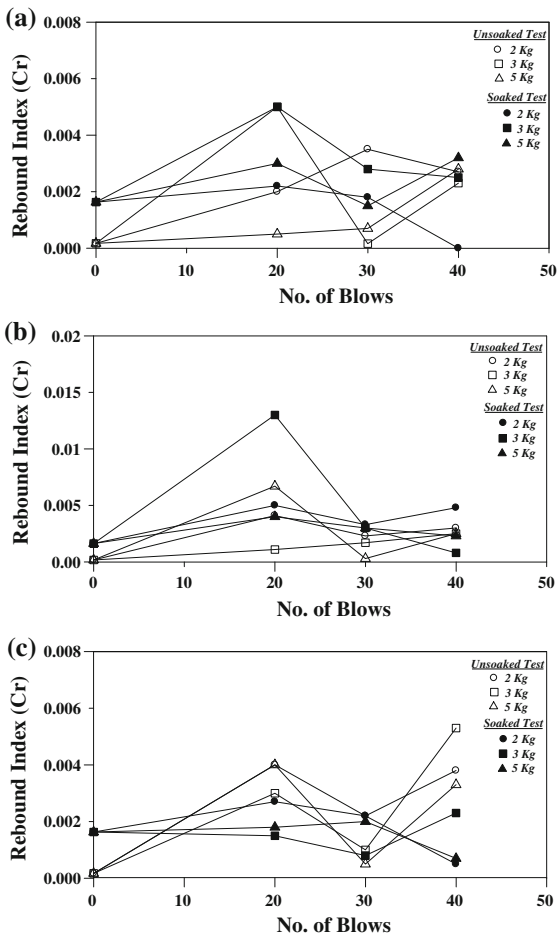 (a)
0.008
0.006
0.004
0.002
0.000
Rebound Index (Cr)
Unsoaked Test
2 Kg
3 Kg
5 Kg
Soaked Test
2 Kg
3 Kg
5 Kg
0 10 20 30 40 50
No. of Blows
(b)
0.02
0.015
0.01
0.005
0.00
Rebound Index (Cr)
Unsoaked Test
2 Kg
3 Kg
5 Kg
Soaked Test
2 Kg
3 Kg
5 Kg
0 10 20 30 40 50
No. of Blows
(c)
0.008
0.006
0.004
0.002
0.000
Rebound Index (Cr)
Unsoaked Test
2 Kg
3 Kg
5 Kg
Soaked Test
2 Kg
3 Kg
5 Kg
0 10 20 30 40 50
No. of Blows